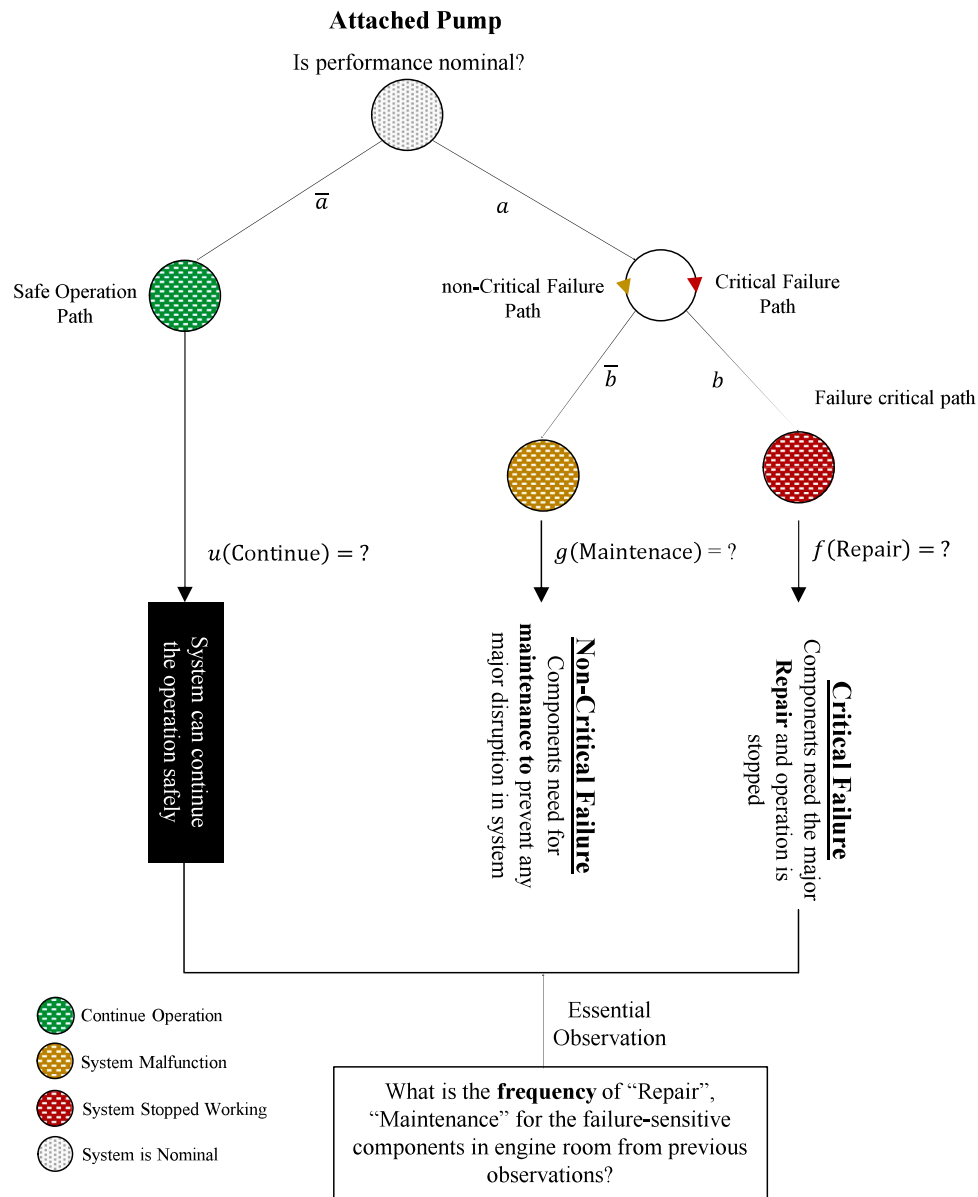 Attached Pump
Is performance nominal?
a̅
a
Safe Operation
Path
non-Critical Failure
Path
Critical Failure
Path
b̅
b
Failure critical path
u(Continue) = ?
g(Maintenace) = ?
f(Repair) = ?
System can continue
the operation safely
Non-Critical Failure
Components need for
maintenance to prevent any
major disruption in system
Critical Failure
Components need the major
Repair and operation is
stopped
Essential
Observation
Continue Operation
System Malfunction
System Stopped Working
System is Nominal
What is the frequency of “Repair”,
“Maintenance” for the failure-sensitive
components in engine room from previous
observations?